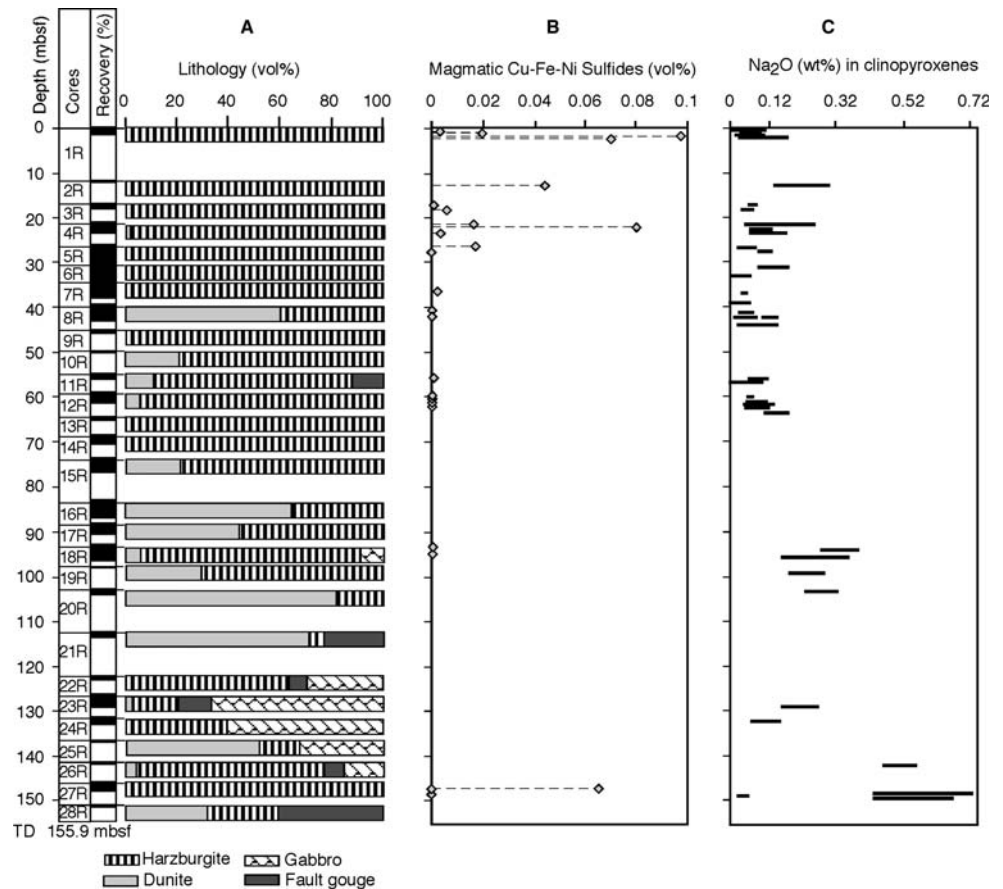 A
B
C
Depth (mbsf)
Cores
Recovery (%)
Lithology (vol%)
Magmatic Cu-Fe-Ni Sulfides (vol%)
Na2O (wt%) in clinopyroxenes
0 20 40 60 80 100
0 0.02 0.04 0.06 0.08 0.1
0 0.12 0.32 0.52 0.72
0
10
20
30
40
50
60
70
80
90
100
110
120
130
140
150
1R
2R
3R
4R
5R
6R
7R
8R
9R
10R
11R
12R
13R
14R
15R
16R
17R
18R
19R
20R
21R
22R
23R
24R
25R
26R
27R
28R
TD 155.9 mbsf
Harzburgite Gabbro
Dunite Fault gouge